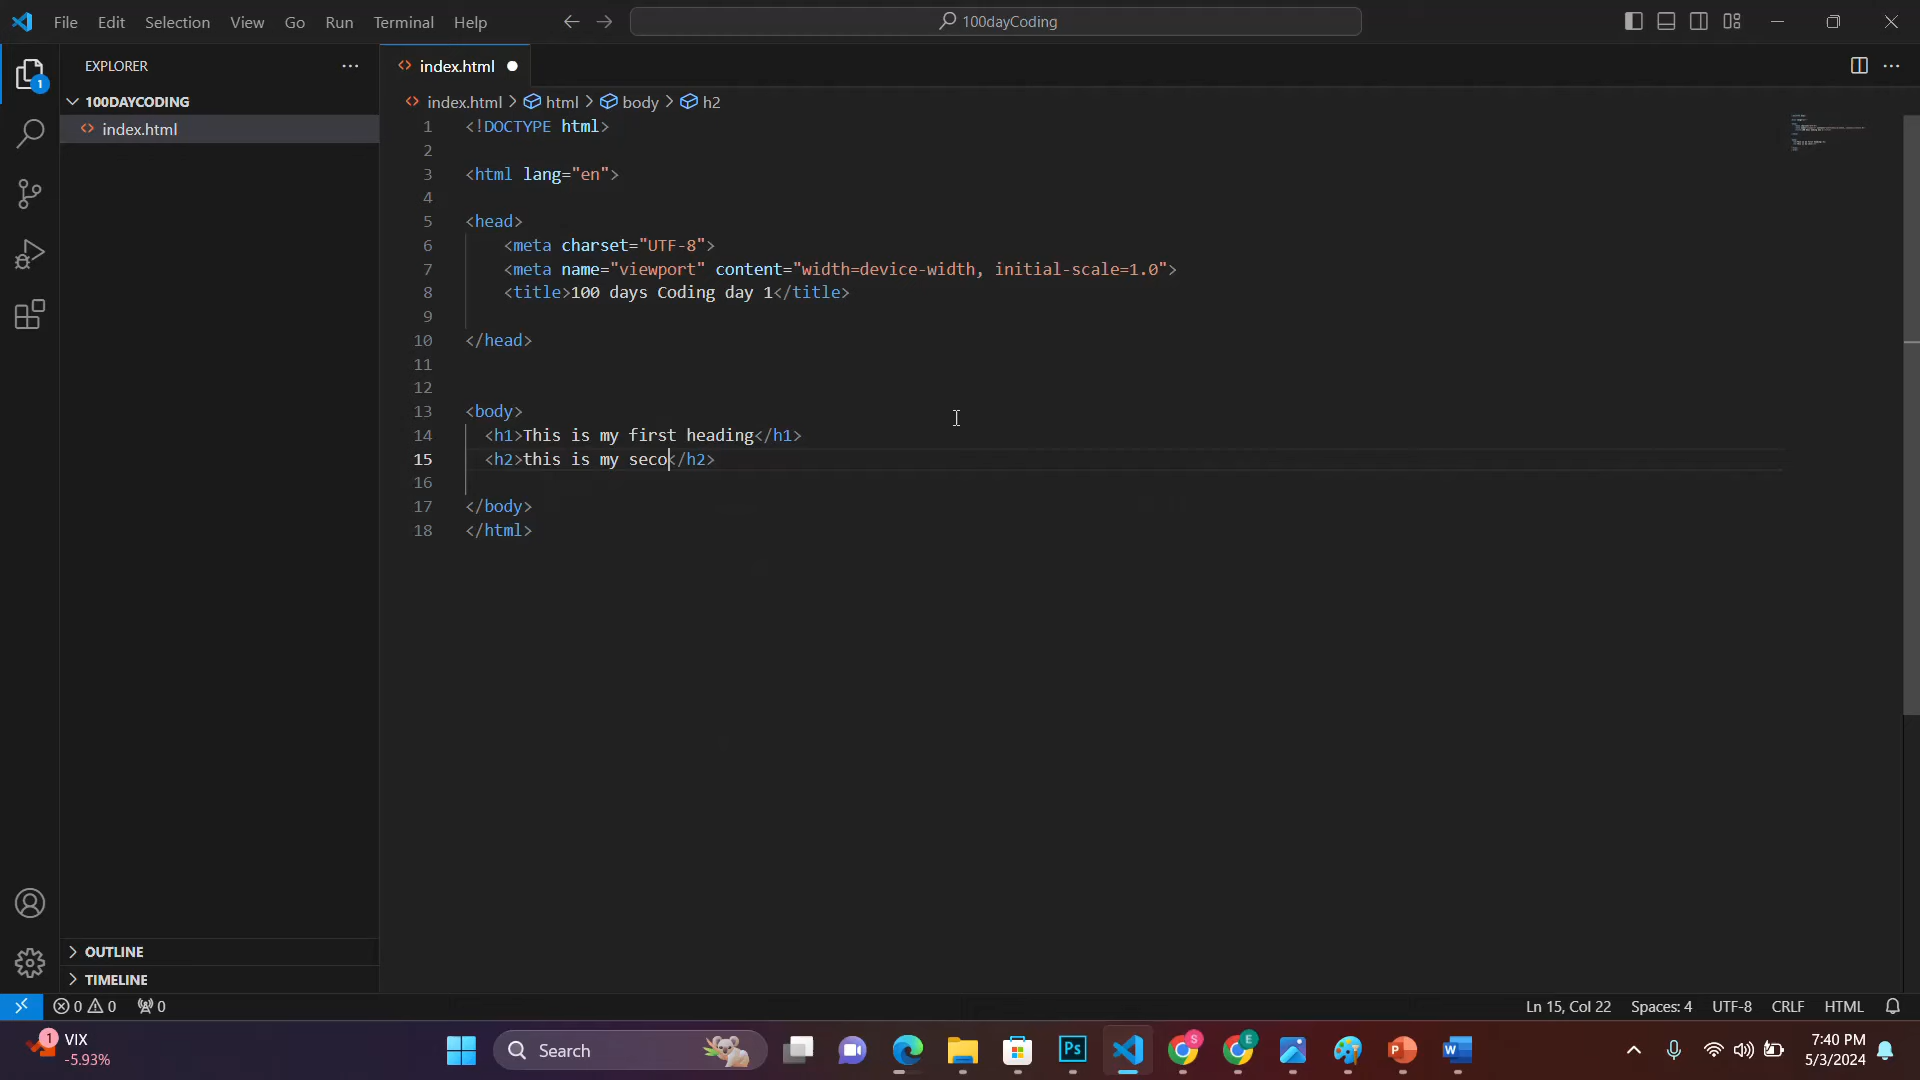 File Edit Selection View Go Run Terminal Help
100dayCoding
EXPLORER
1
100DAYCODING
index.html
OUTLINE
TIMELINE
index.html
index.html > html > body > h2
1 <!DOCTYPE html>
2
3 <html lang="en">
4
5 <head>
6 <meta charset="UTF-8">
7 <meta name="viewport" content="width=device-width, initial-scale=1.0">
8 <title>100 days Coding day 1</title>
9
10 </head>
11
12
13 <body>
14 <h1>This is my first heading</h1>
15 <h2>this is my seco</h2>
16
17 </body>
18 </html>
0 0 0
Ln 15, Col 22 Spaces: 4 UTF-8 CRLF HTML
1
VIX
-5.93%
Search
Ps
S
E
P
W
7:40 PM
5/3/2024